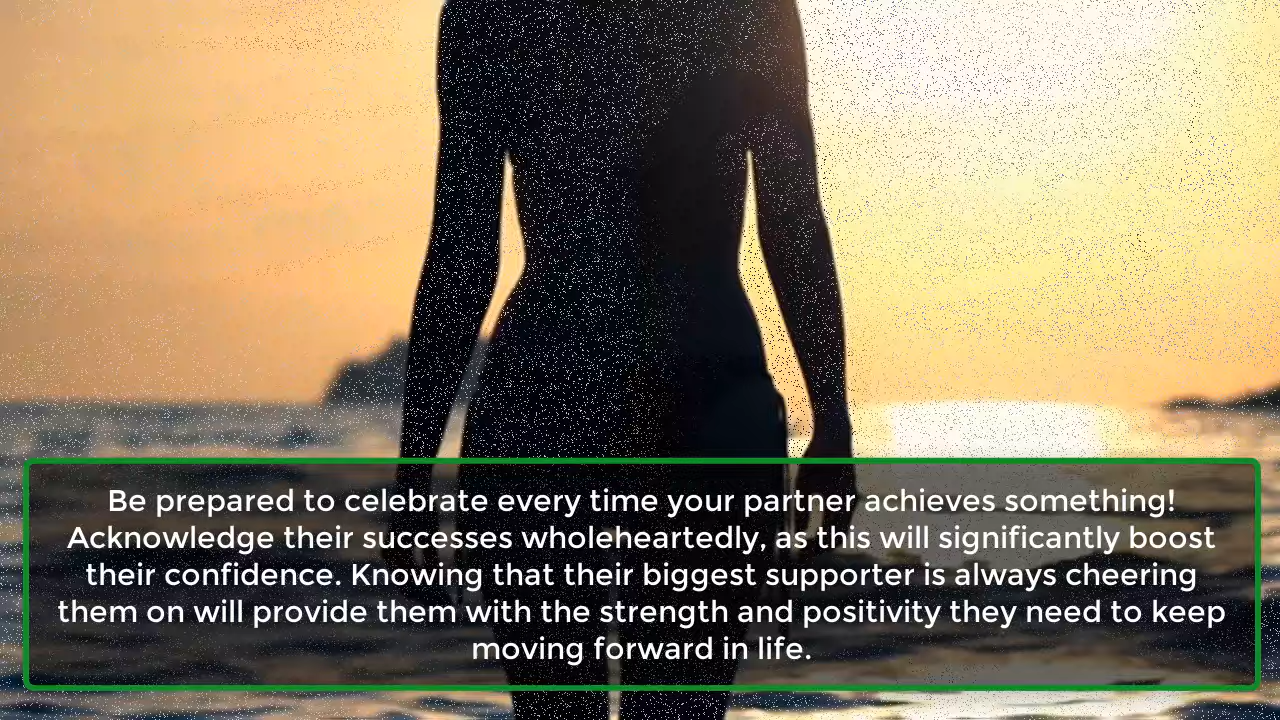 Be prepared to celebrate every time your partner achieves something!
Acknowledge their successes wholeheartedly, as this will significantly boost
their confidence. Knowing that their biggest supporter is always cheering
them on will provide them with the strength and positivity they need to keep
moving forward in life.